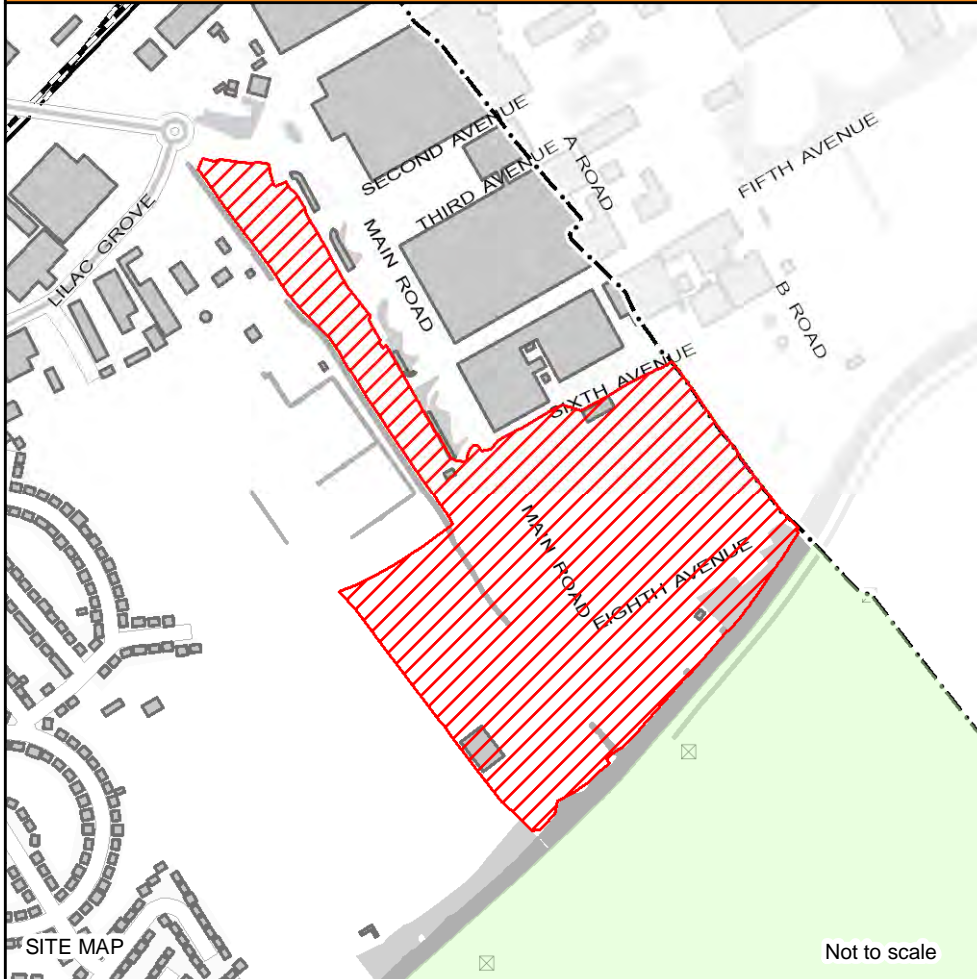 SECOND AVENUE
A ROAD
FIFTH AVENUE
THIRD AVENUE
LILAC GROVE
MAIN ROAD
B ROAD
SIXTH AVENUE
MAIN ROAD
EIGHTH AVENUE
SITE MAP
Not to scale